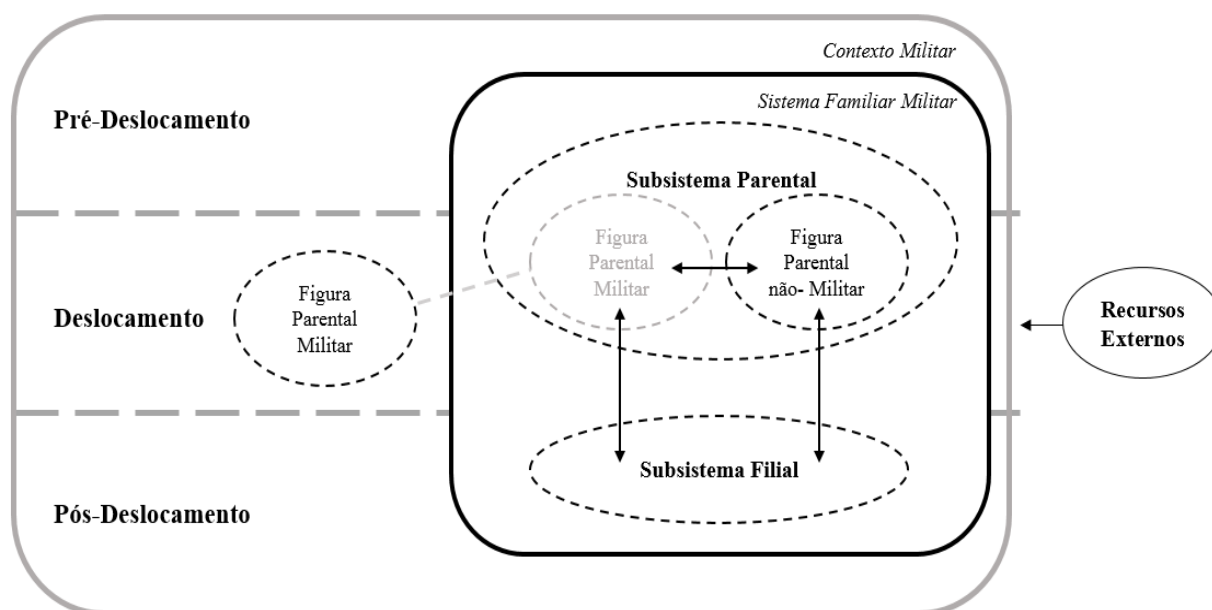 Contexto Militar
Sistema Familiar Militar
Pré-Deslocamento
Subsistema Parental
Figura
Parental
Militar
Figura
Parental
não- Militar
Deslocamento
Figura
Parental
Militar
Recursos
Externos
Subsistema Filial
Pós-Deslocamento